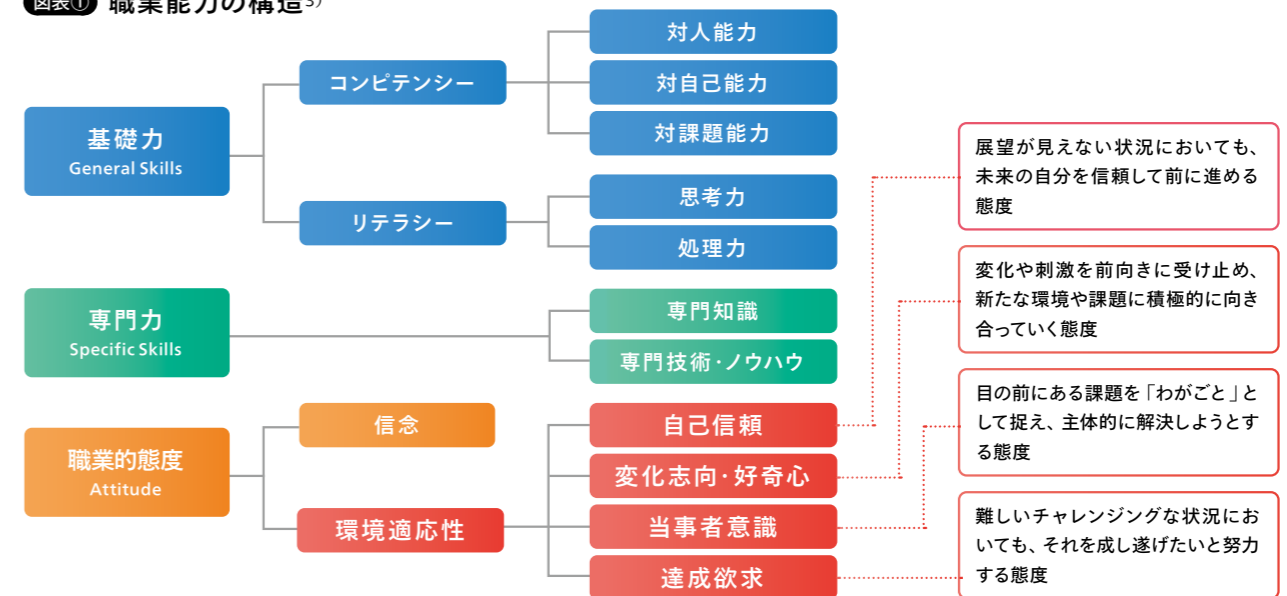 図表① 職業能力の構造3)
基礎力
General Skills
コンピテンシー
対人能力
対自己能力
対課題能力
リテラシー
思考力
処理力
専門力
Specific Skills
専門知識
専門技術・ノウハウ
職業的態度
Attitude
信念
環境適応性
自己信頼
変化志向・好奇心
当事者意識
達成欲求
展望が見えない状況においても、
未来の自分を信頼して前に進める
態度
変化や刺激を前向きに受け止め、
新たな環境や課題に積極的に向き
合っていく態度
目の前にある課題を「わがごと」と
して捉え、主体的に解決しようとす
る態度
難しいチャレンジングな状況にお
いても、それを成し遂げたいと努力
する態度